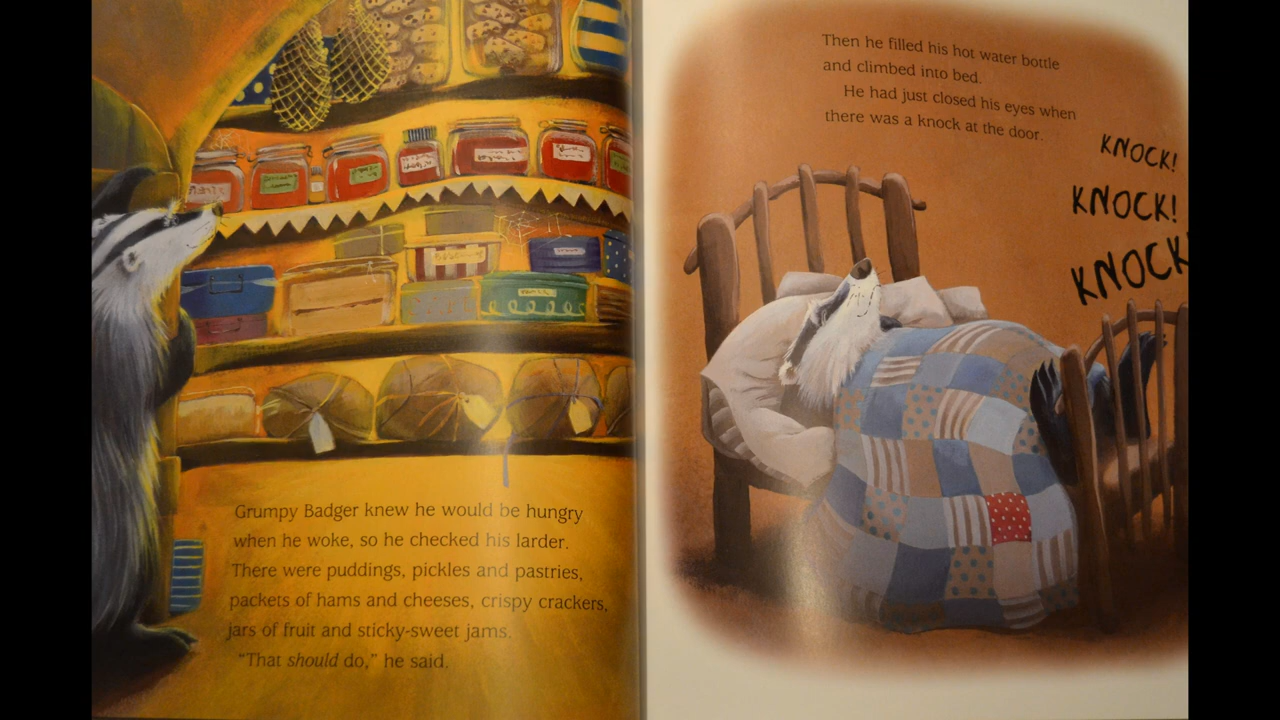 Grumpy Badger knew he would be hungry
when he woke, so he checked his larder.
There were puddings, pickles and pastries,
packets of hams and cheeses, crispy crackers,
jars of fruit and sticky-sweet jams.
"That should do," he said.
Then he filled his hot water bottle
and climbed into bed.
He had just closed his eyes when
there was a knock at the door.
KNOCK!
KNOCK!
KNOCK!